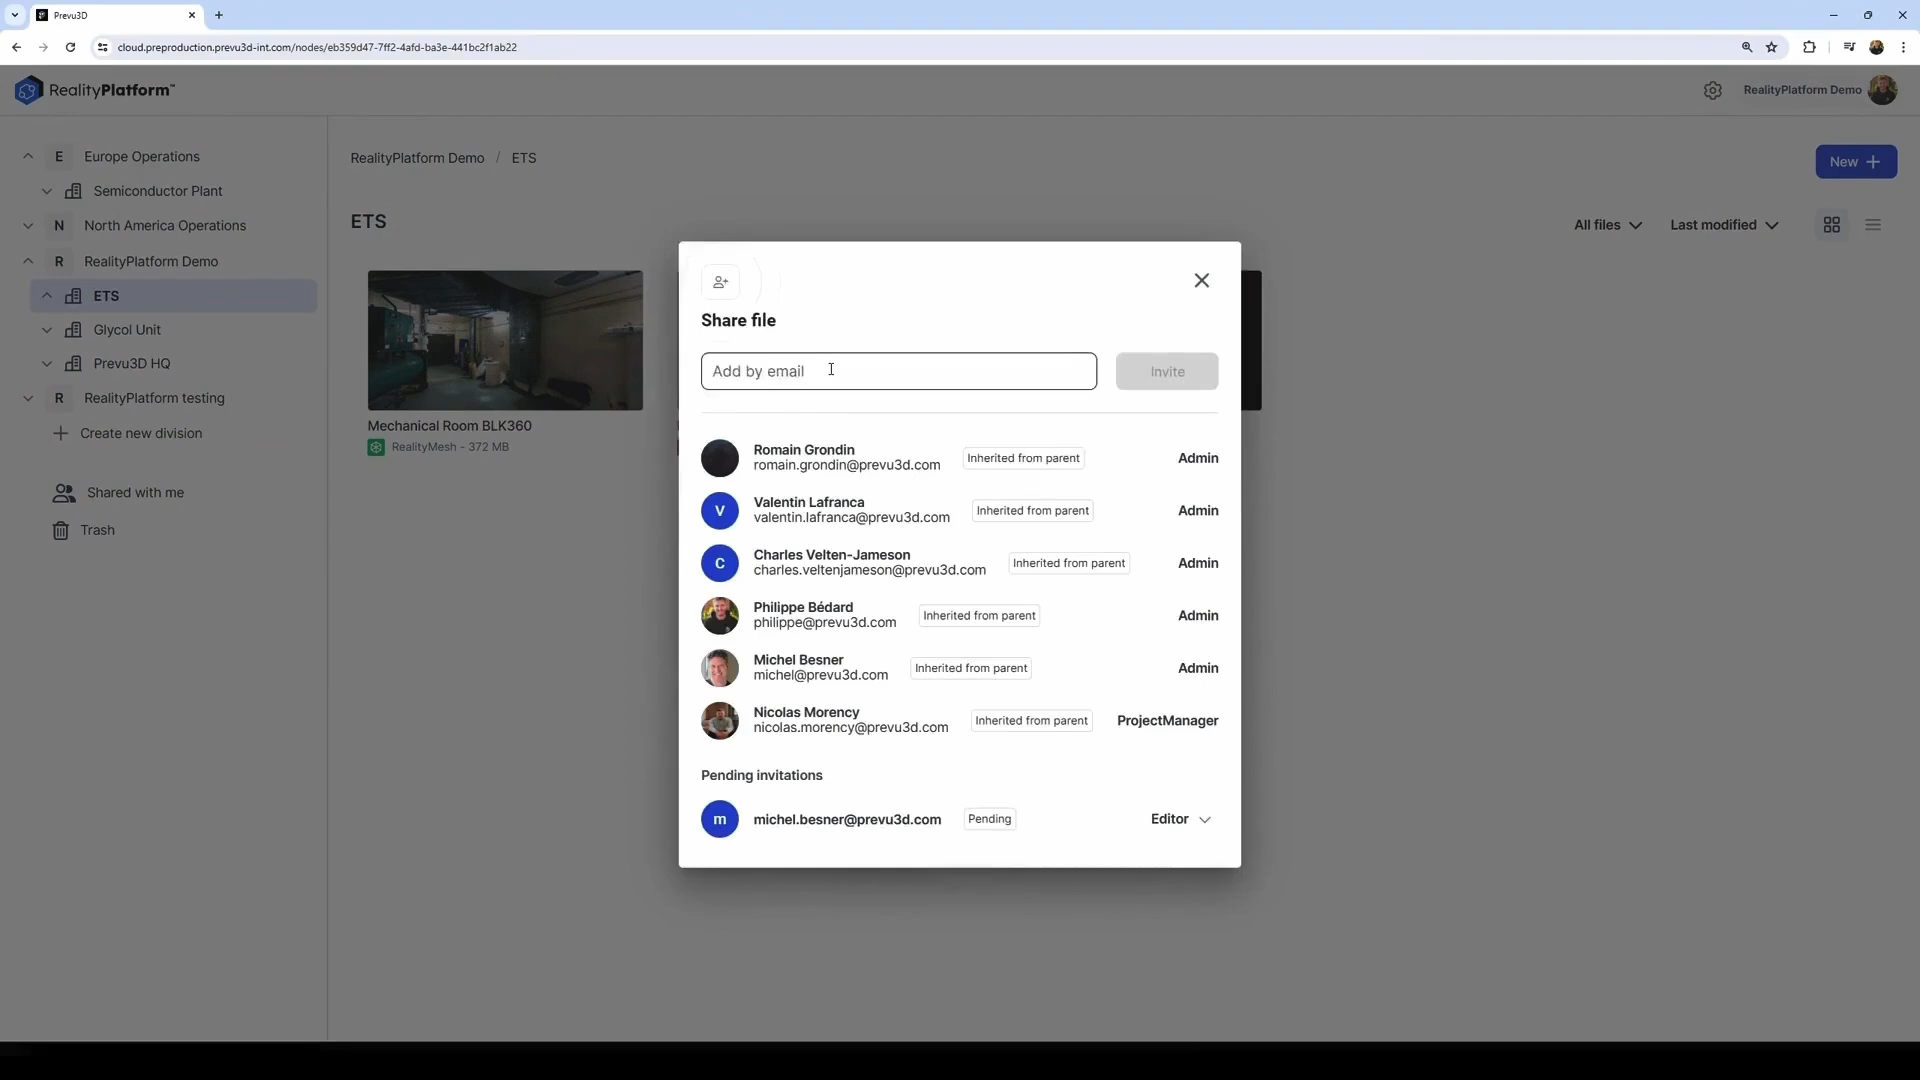 Prevu3D
cloud.preproduction.prevu3d-int.com/nodes/eb359d47-7ff2-4afd-ba3e-441bc2f1ab22
RealityPlatform™
RealityPlatform Demo
E Europe Operations
Semiconductor Plant
N North America Operations
R RealityPlatform Demo
ETS
Glycol Unit
Prevu3D HQ
R RealityPlatform testing
Create new division
Shared with me
Trash
RealityPlatform Demo / ETS
New +
ETS
All files
Last modified
Mechanical Room BLK360
RealityMesh - 372 MB
Share file
Add by email
Invite
Romain Grondin
romain.grondin@prevu3d.com
Inherited from parent
Admin
V
Valentin Lafranca
valentin.lafranca@prevu3d.com
Inherited from parent
Admin
C
Charles Velten-Jameson
charles.veltenjameson@prevu3d.com
Inherited from parent
Admin
Philippe Bédard
philippe@prevu3d.com
Inherited from parent
Admin
Michel Besner
michel@prevu3d.com
Inherited from parent
Admin
Nicolas Morency
nicolas.morency@prevu3d.com
Inherited from parent
ProjectManager
Pending invitations
m
michel.besner@prevu3d.com
Pending
Editor